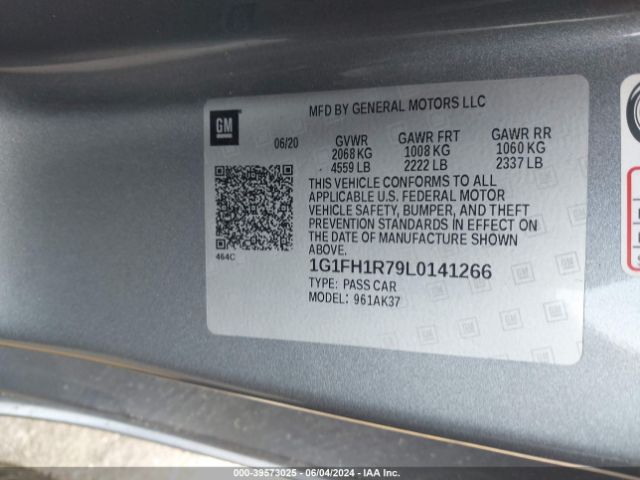 MFD BY GENERAL MOTORS LLC
GM
06/20
GVWR GAWR FRT GAWR RR
2068 KG 1008 KG 1060 KG
4559 LB 2222 LB 2337 LB
THIS VEHICLE CONFORMS TO ALL
APPLICABLE U.S. FEDERAL MOTOR
VEHICLE SAFETY, BUMPER, AND THEFT
PREVENTION STANDARDS IN EFFECT ON
THE DATE OF MANUFACTURE SHOWN
ABOVE.
464C
1G1FH1R79L0141266
TYPE: PASS CAR
MODEL: 961AK37
000-39573025 - 06/04/2024 - IAA Inc.